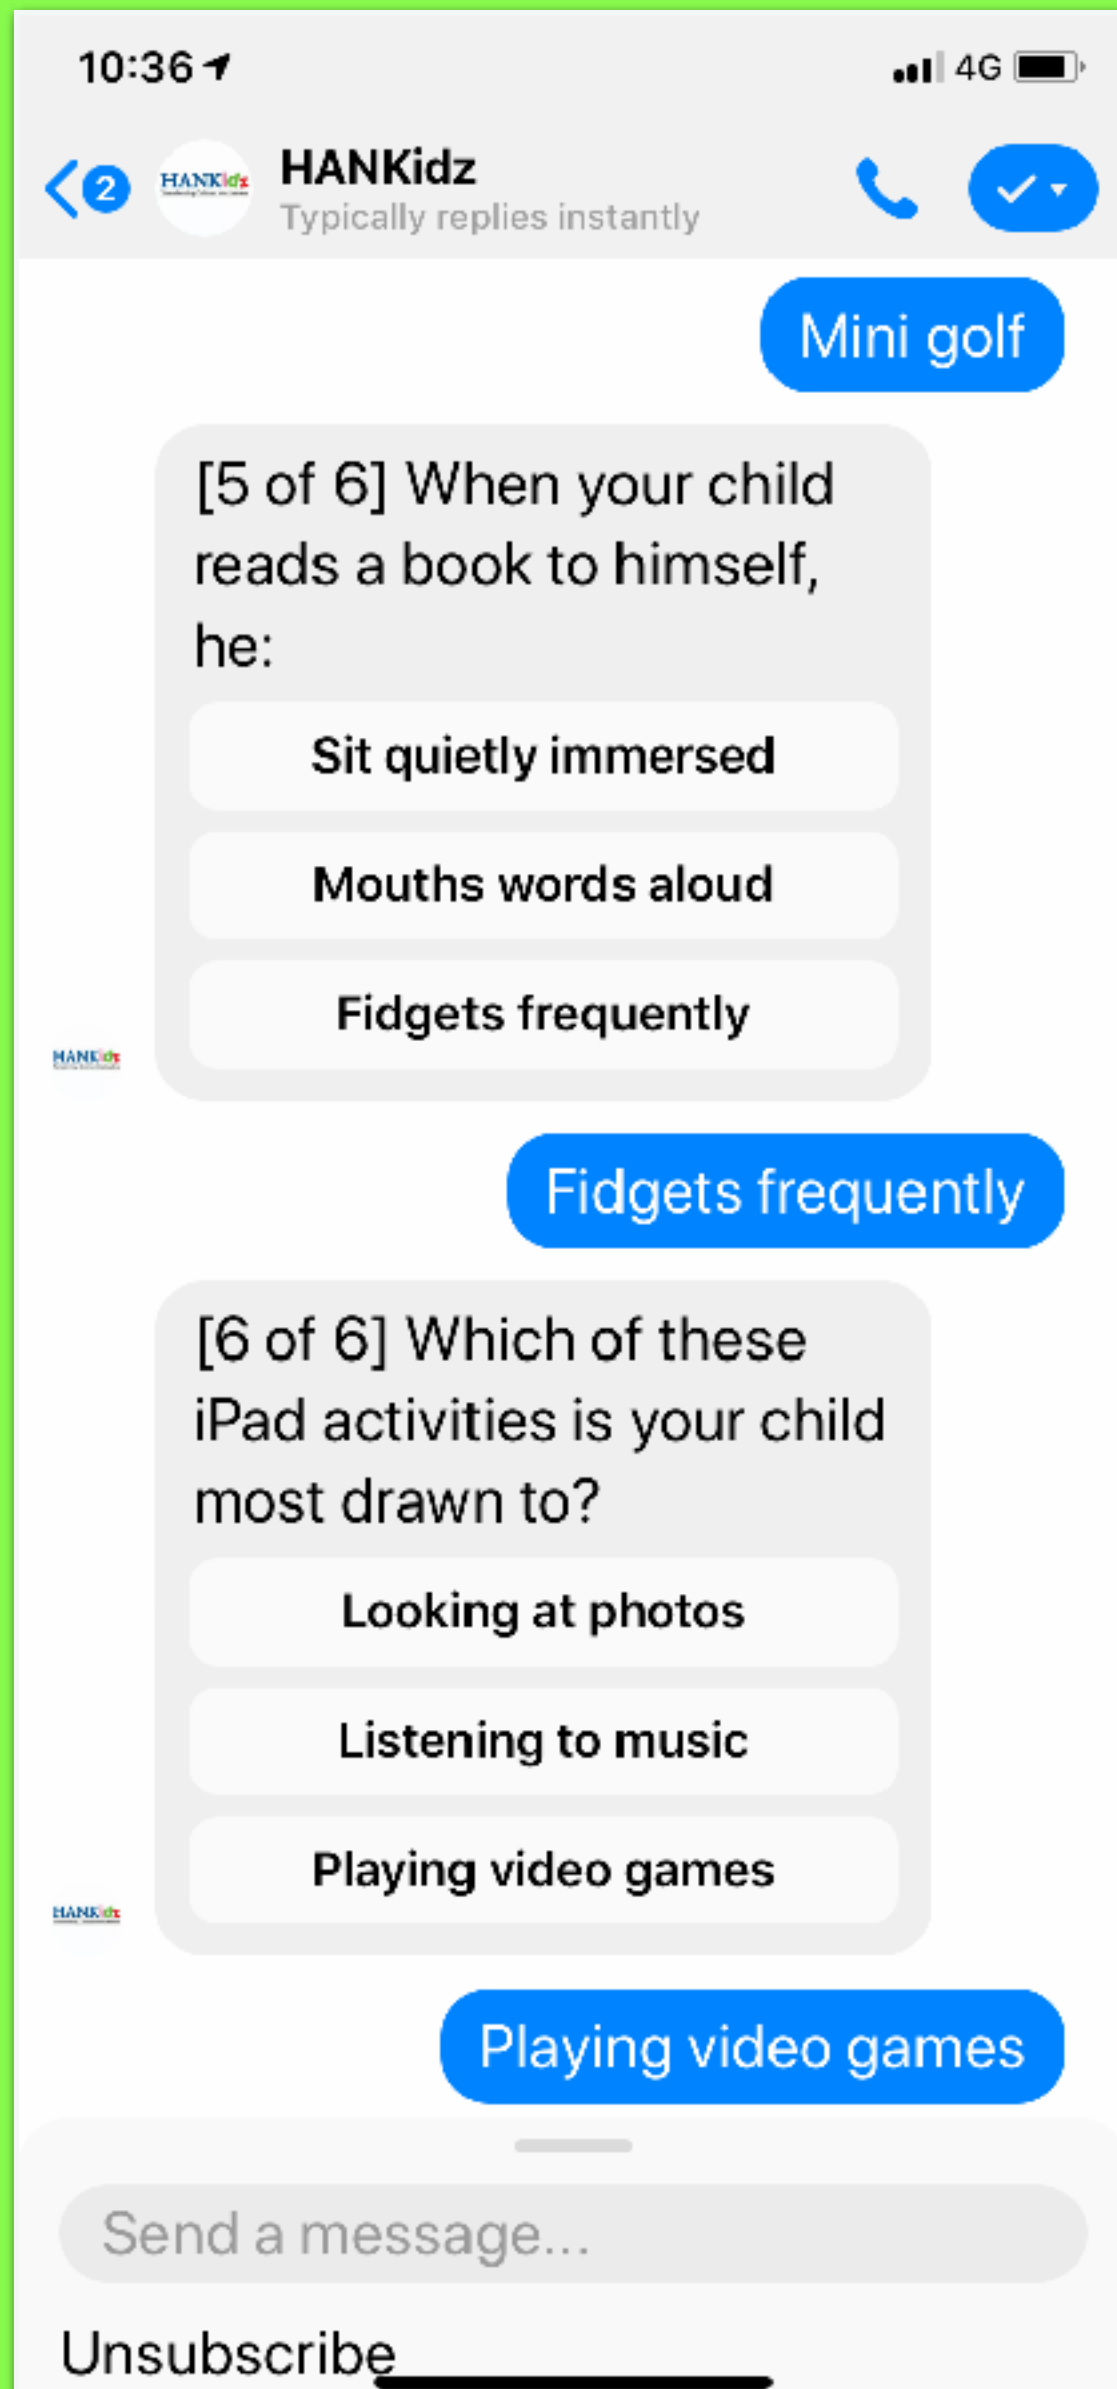 10:36
4G
2
HANKidz
HANKidz
Typically replies instantly
Mini golf
[5 of 6] When your child
reads a book to himself,
he:
Sit quietly immersed
Mouths words aloud
Fidgets frequently
HANKidz
Fidgets frequently
[6 of 6] Which of these
iPad activities is your child
most drawn to?
Looking at photos
Listening to music
Playing video games
HANKidz
Playing video games
Send a message...
Unsubscribe